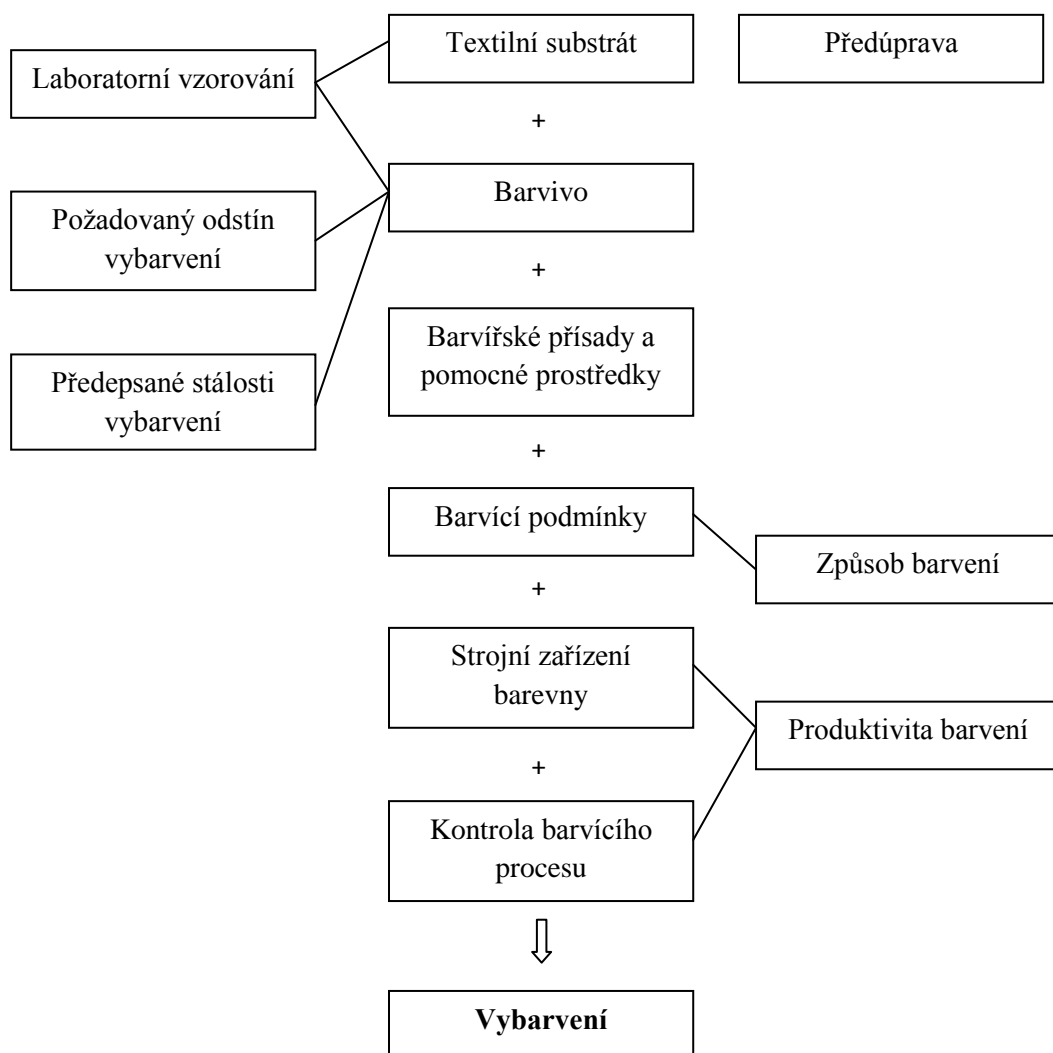 Textilní substrát
Předúprava
Laboratorní vzorování
+
Barvivo
Požadovaný odstín
vybarvení
+
Barvířské přísady a
pomocné prostředky
Předepsané stálosti
vybarvení
+
Barvící podmínky
Způsob barvení
+
Strojní zařízení
barevny
Produktivita barvení
+
Kontrola barvícího
procesu
Vybarvení